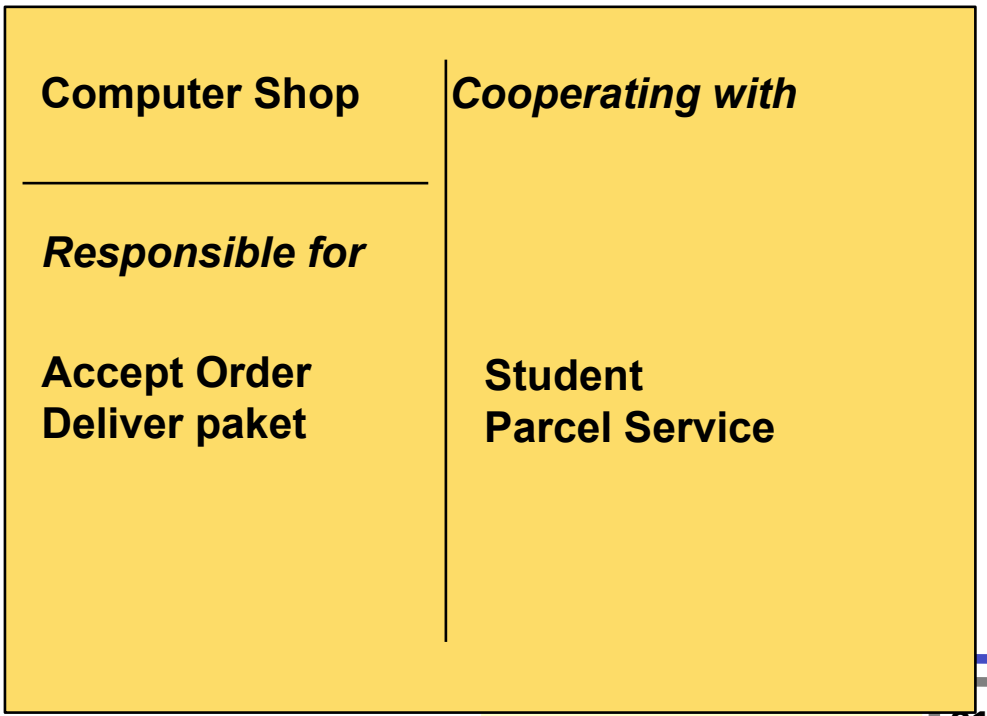 Computer Shop
Cooperating with
Responsible for
Accept Order
Deliver paket
Student
Parcel Service